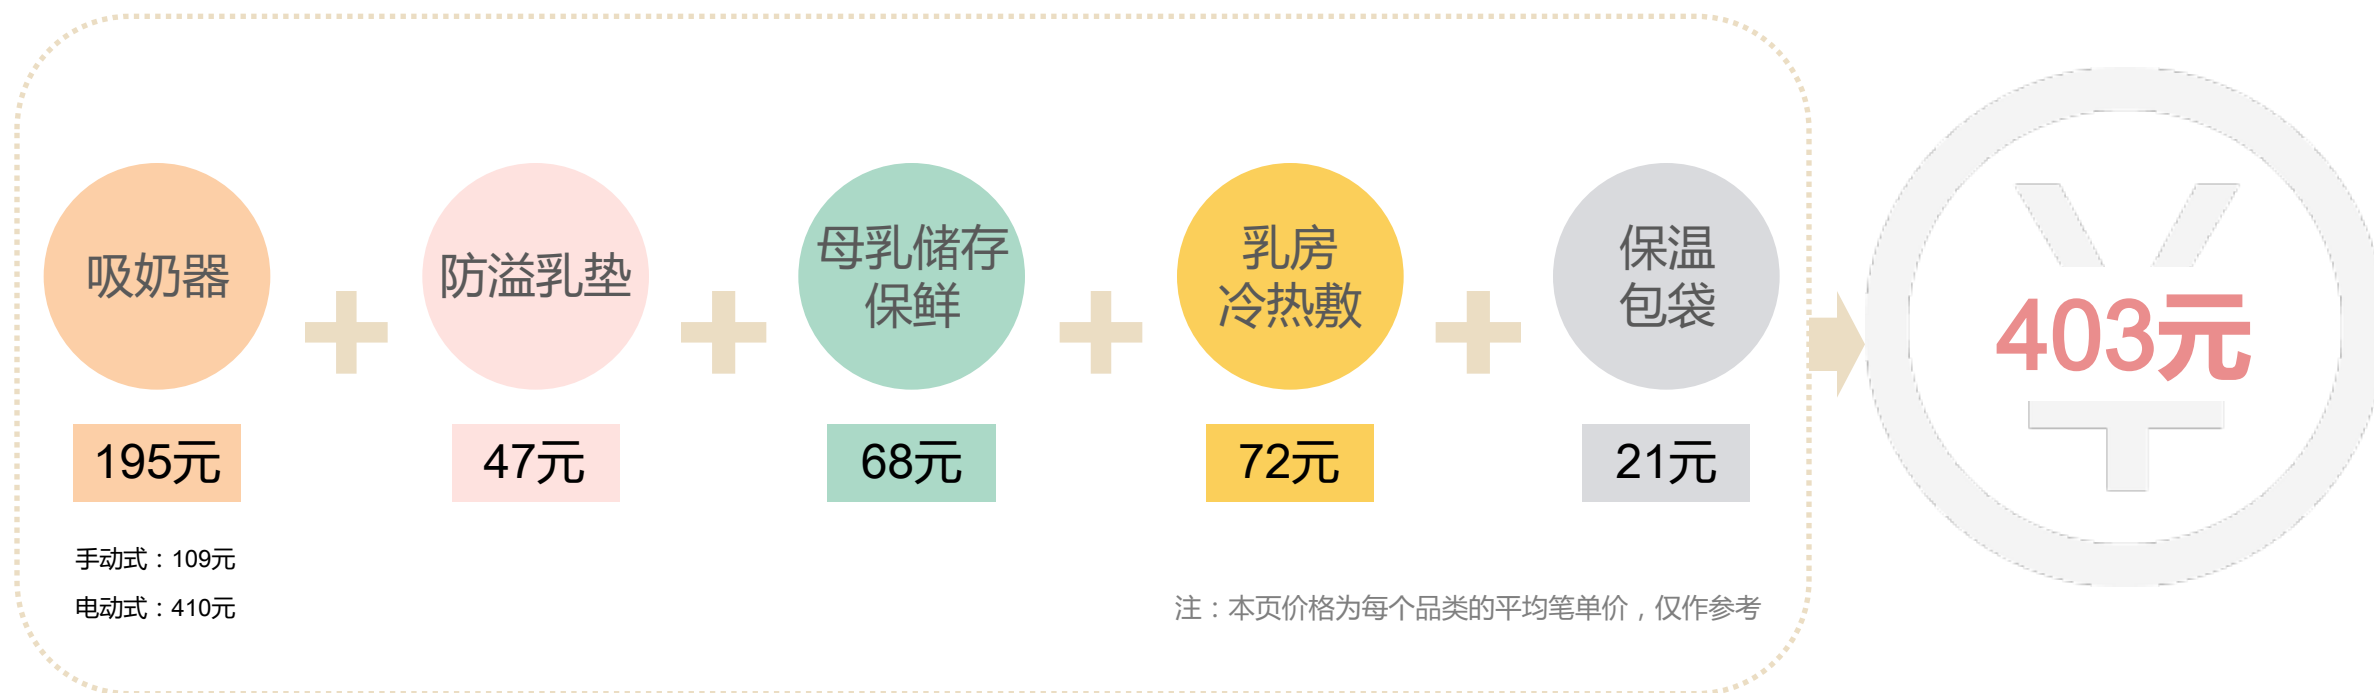 吸奶器
防溢乳垫
母乳储存
保鲜
乳房
冷热敷
保温
包袋
403元
195元
47元
68元
72元
21元
手动式：109元
电动式：410元
注：本页价格为每个品类的平均笔单价，仅作参考